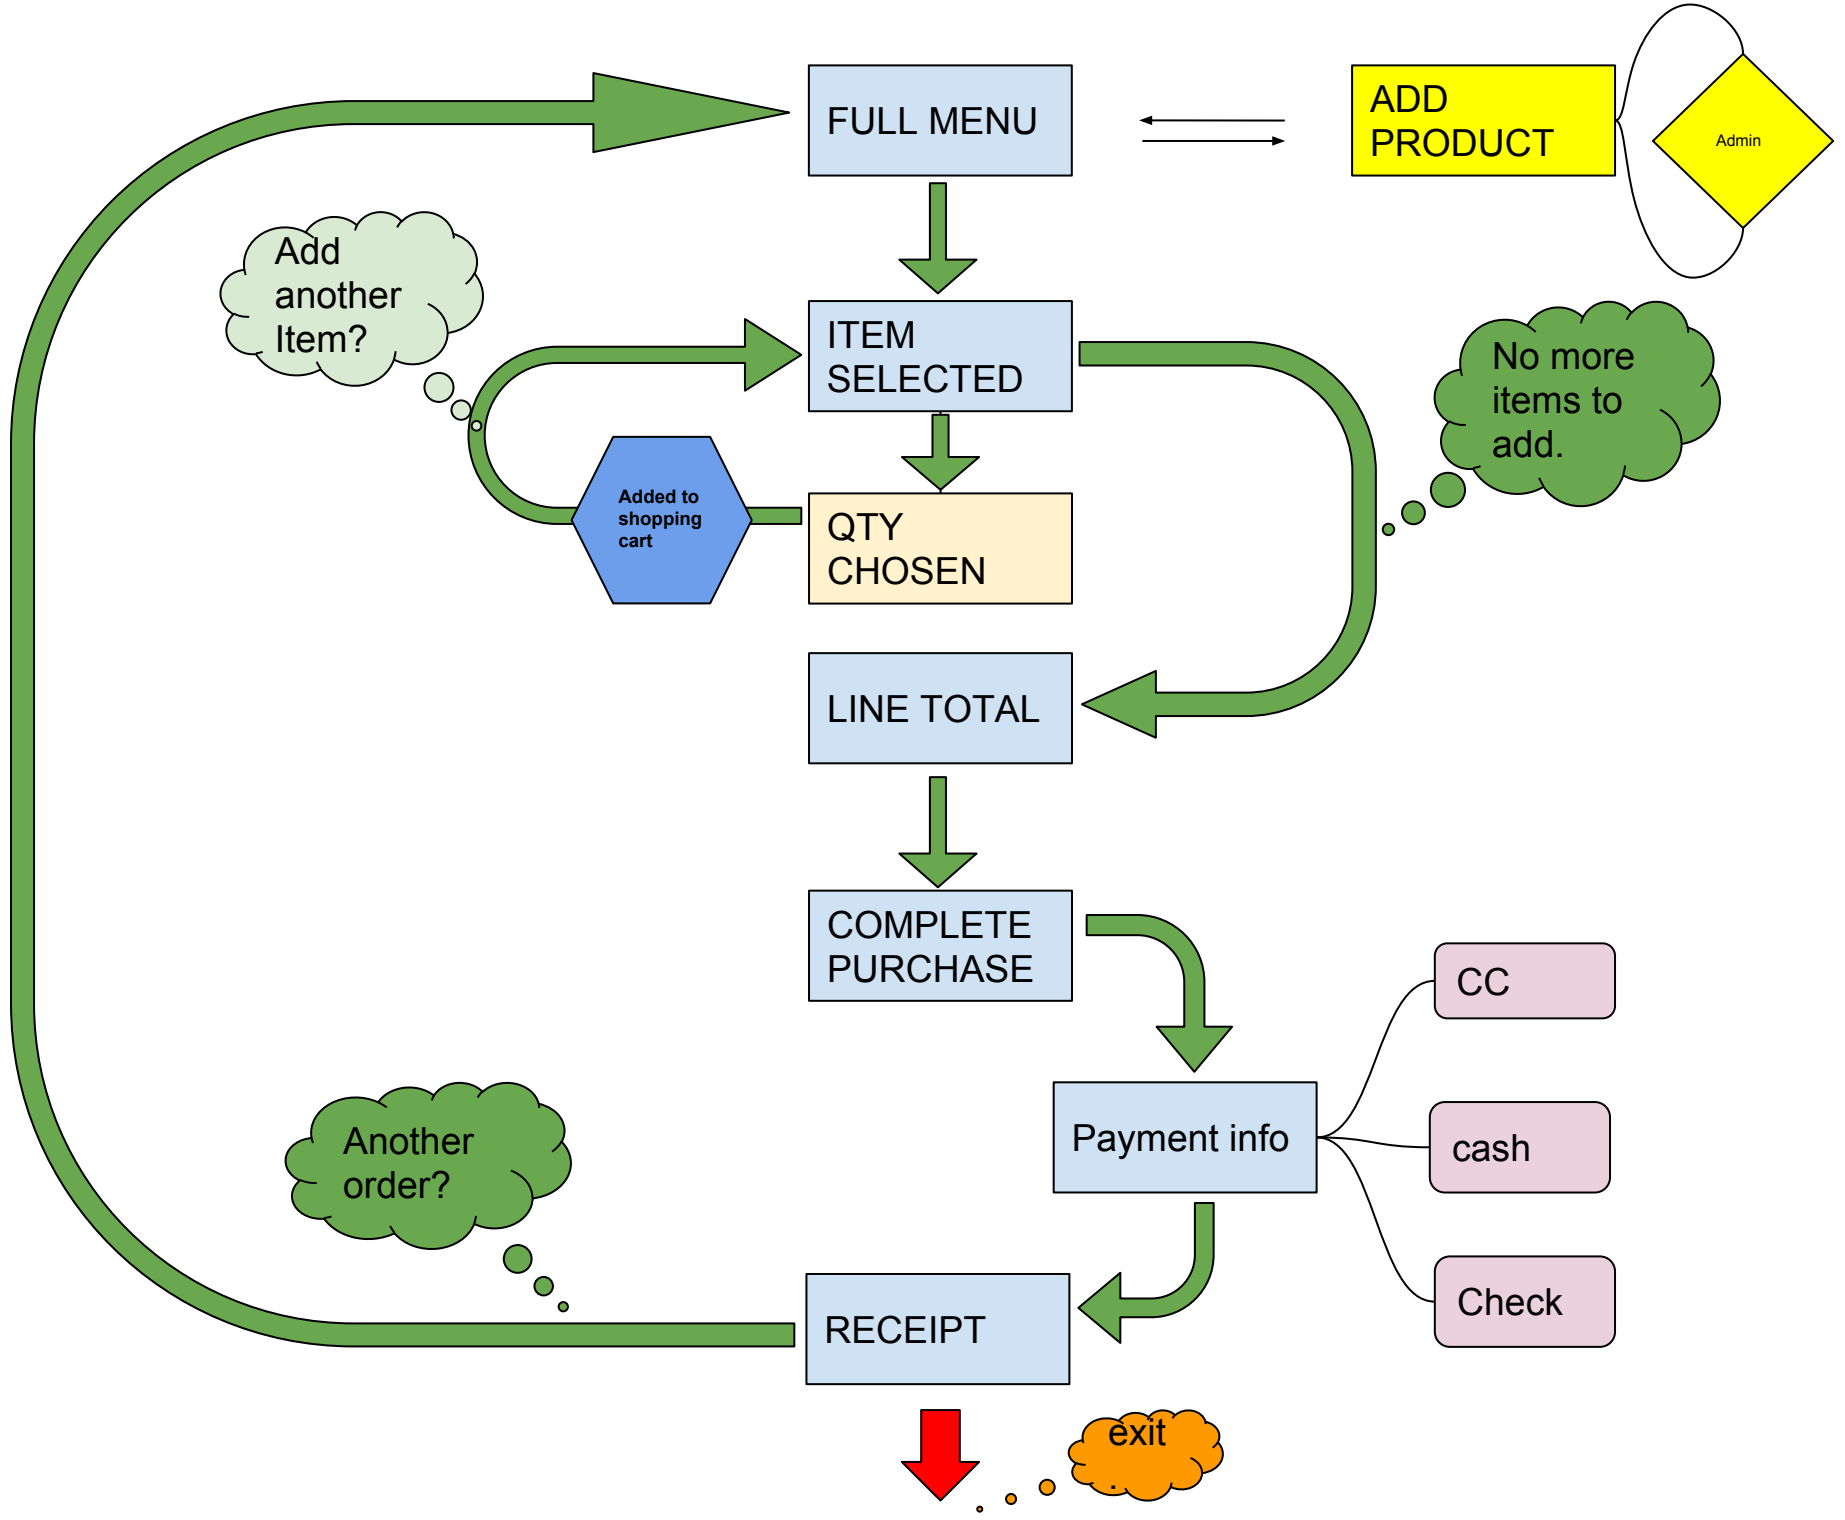 FULL MENU
ADD
PRODUCT
Admin
Add
another
Item?
ITEM
SELECTED
No more
items to
add.
Added to
shopping
cart
QTY
CHOSEN
LINE TOTAL
COMPLETE
PURCHASE
CC
Another
order?
Payment info
cash
Check
RECEIPT
exit
.